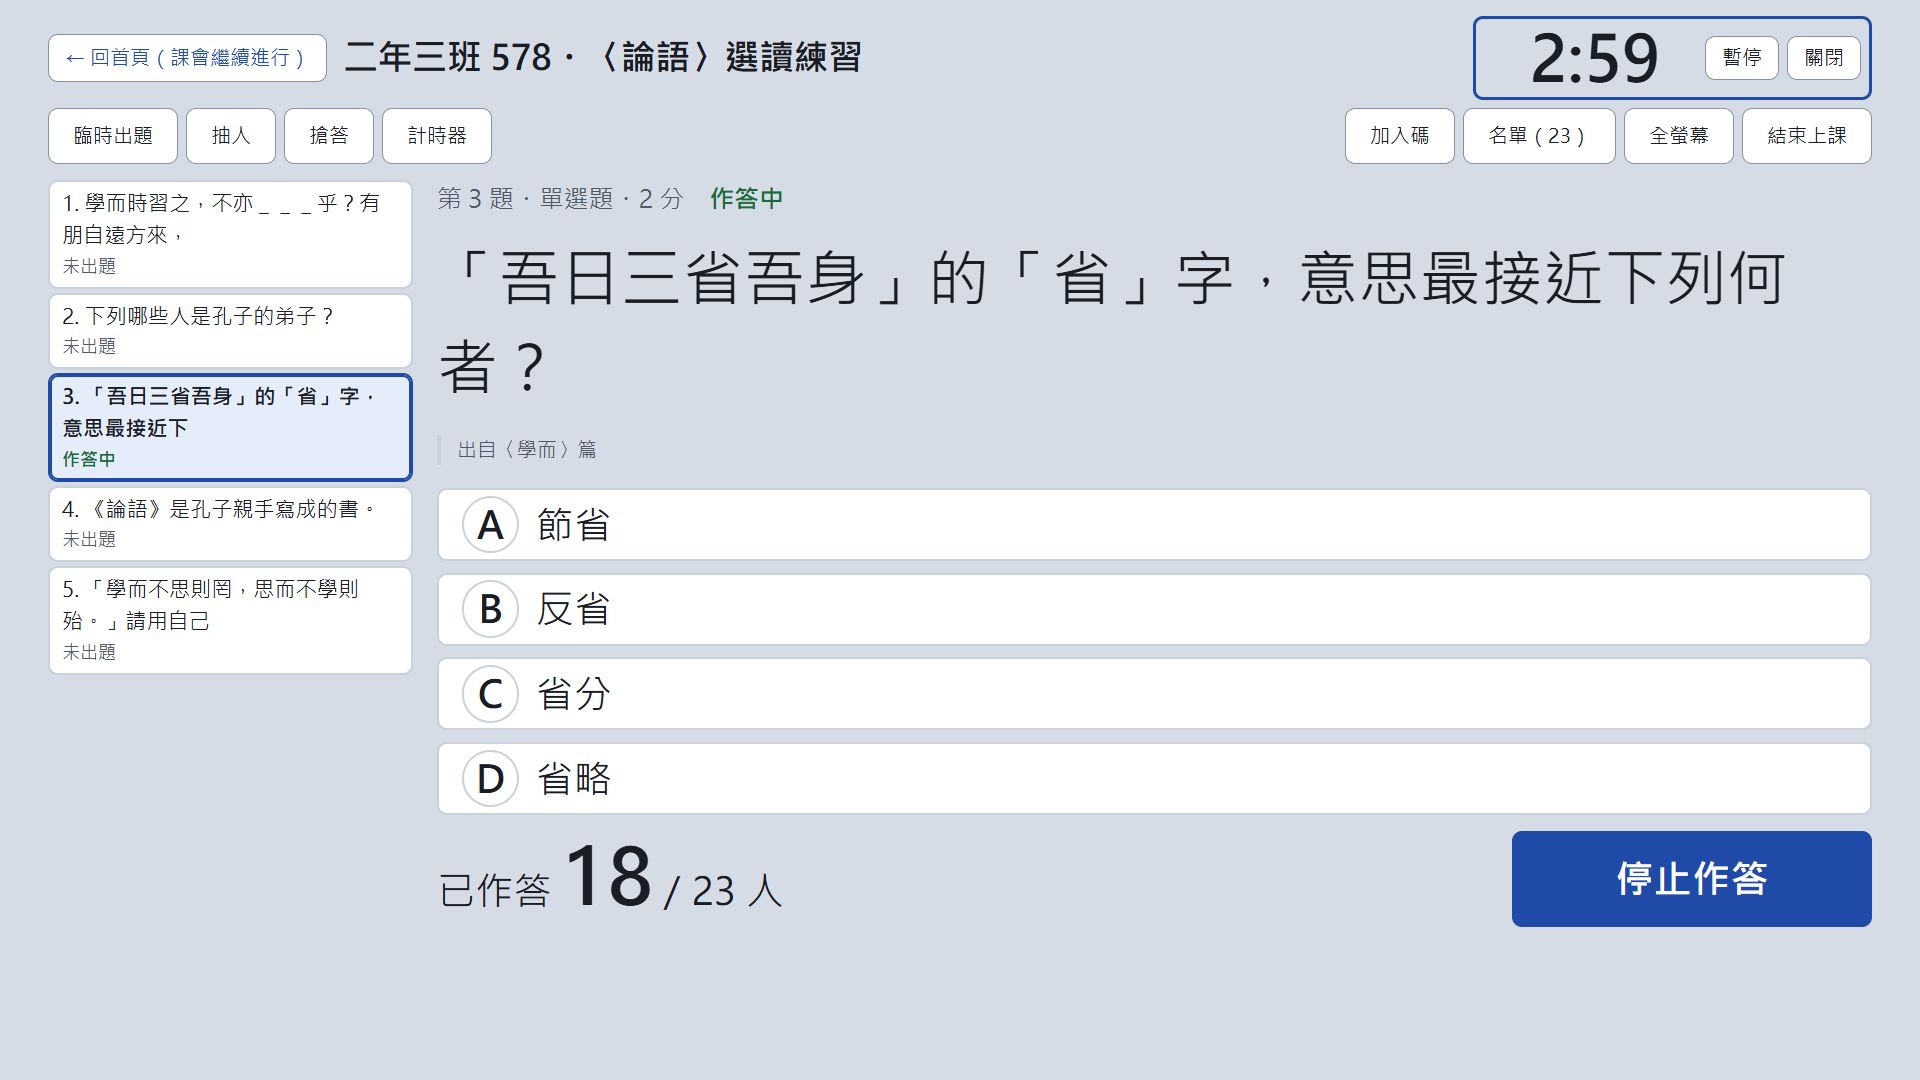 ← 回首頁（課會繼續進行）
二年三班 578．〈論語〉選讀練習
2:59
暫停
關閉
臨時出題
抽人
搶答
計時器
加入碼
名單（23）
全螢幕
結束上課
1. 學而時習之，不亦＿＿＿乎？有
朋自遠方來，
未出題
2. 下列哪些人是孔子的弟子？
未出題
3.「吾日三省吾身」的「省」字，
意思最接近下
作答中
4.《論語》是孔子親手寫成的書。
未出題
5.「學而不思則罔，思而不學則
殆。」請用自己
未出題
第 3 題．單選題．2 分 作答中
「吾日三省吾身」的「省」字，意思最接近下列何
者？
出自〈學而〉篇
A 節省
B 反省
C 省分
D 省略
已作答 18 / 23 人
停止作答